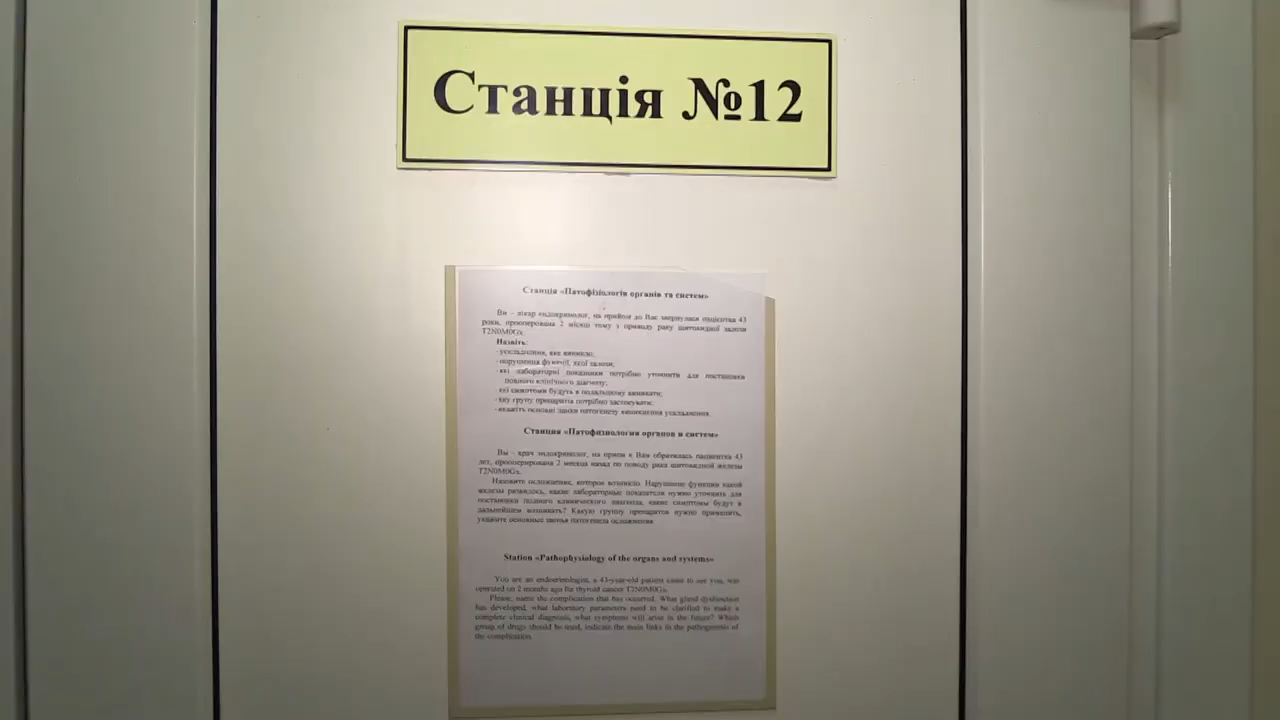 Станція №12
Станція «Патофізіологія органів та систем»
Ви - лікар ендокринолог, на прийом до Вас звернулася пацієнтка 43
роки, прооперована 2 місяці тому з приводу раку щитовидної залози
T2N0M0Gx.
Назвіть:
- ускладнення, яке виникло;
- порушення функції, якої залози;
- які лабораторні показники потрібно уточнити для постановки
повного клінічного діагнозу;
- які симптоми будуть в подальшому виникати;
- яку групу препаратів потрібно застосувати;
- вкажіть основні ланки патогенезу виникнення ускладнення.
Станция «Патофизиология органов и систем»
Вы - врач эндокринолог, на прием к Вам обратилась пациентка 43
лет, прооперирована 2 месяца назад по поводу рака щитовидной железы
T2N0M0Gx.
Назовите осложнение, которое возникло. Нарушение функции какой
железы развилось, какие лабораторные показатели нужно уточнить для
постановки полного клинического диагноза, какие симптомы будут в
дальнейшем возникать? Какую группу препаратов нужно применить,
укажите основные звенья патогенеза осложнения.
Station «Pathophysiology of the organs and systems»
You are an endocrinologist, a 43-year-old patient came to see you, was
operated on 2 months ago for thyroid cancer T2N0M0Gx.
Please, name the complication that has occurred. What gland dysfunction
has developed, what laboratory parameters need to be clarified to make a
complete clinical diagnosis, what symptoms will arise in the future? Which
group of drugs should be used, indicate the main links in the pathogenesis of
the complication.